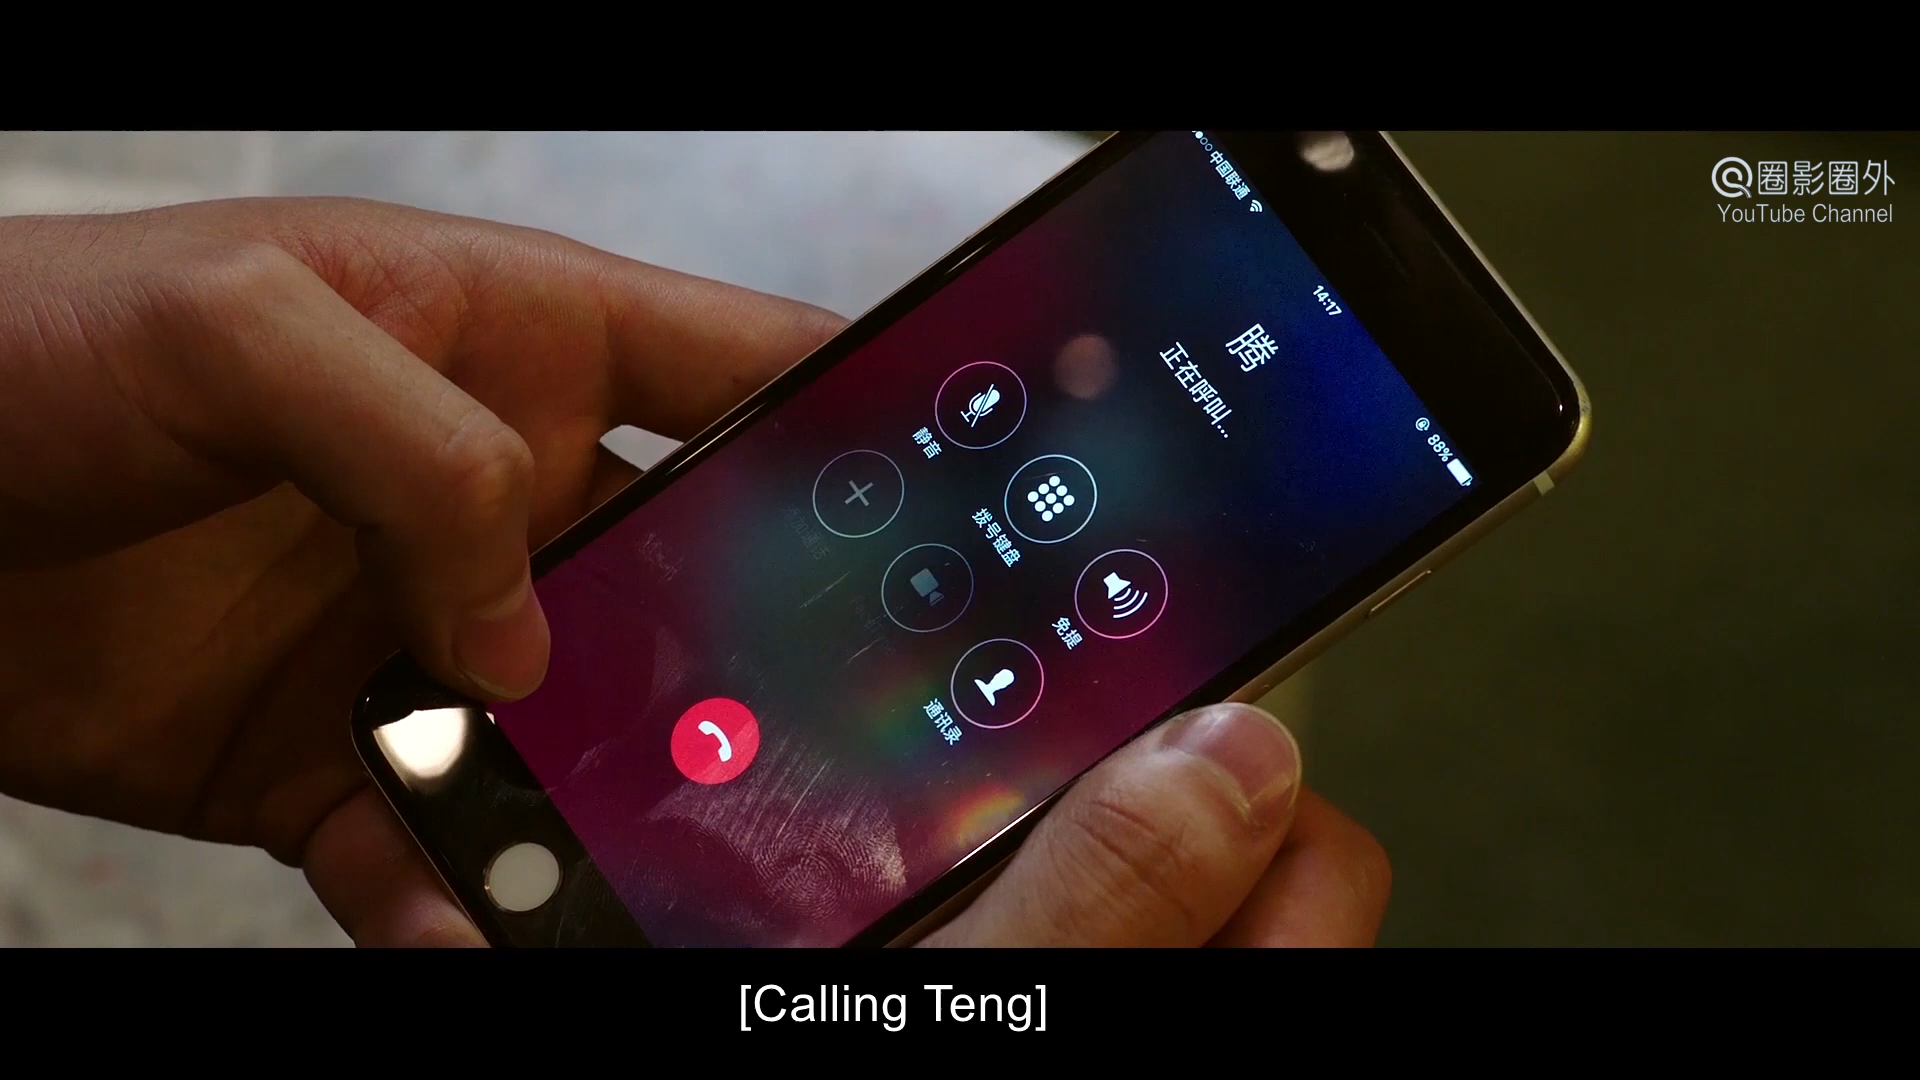 圈影圈外
YouTube Channel
中国联通
14:17
88%
腾
正在呼叫...
静音
拨号键盘
免提
通讯录
[Calling Teng]